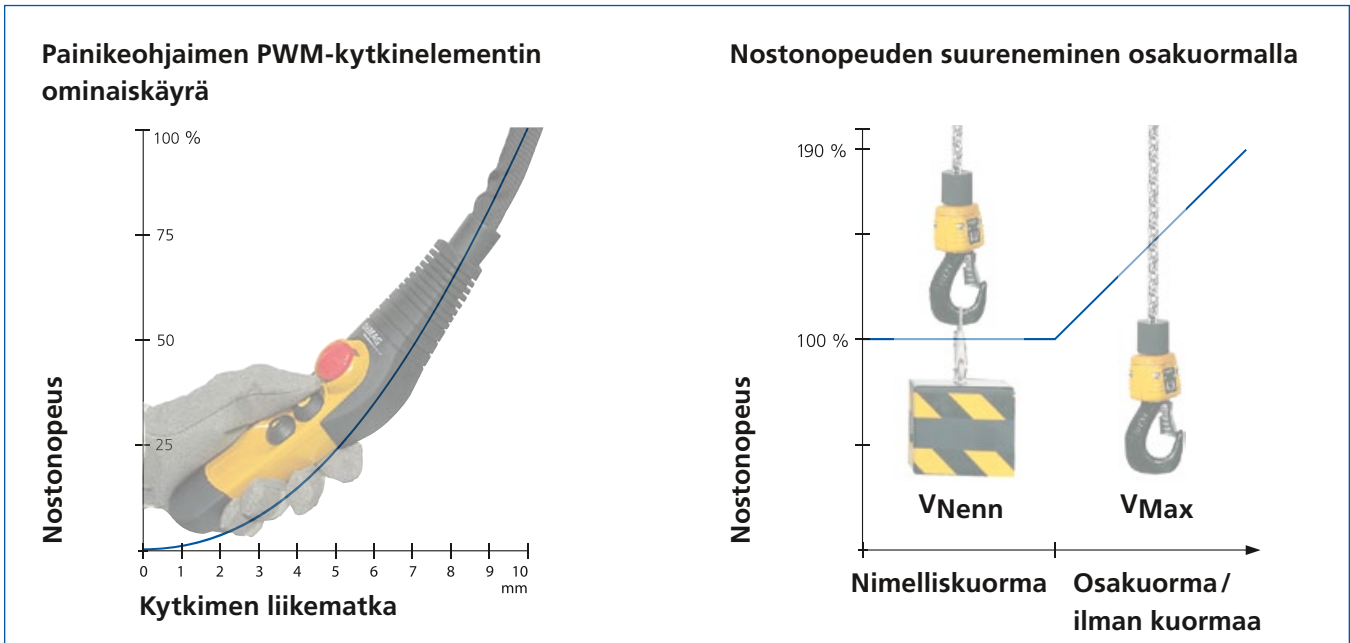 Painikeohjaimen PWM-kytkinelementin
ominaiskäyrä
100 %
75
50
25
Nostonopeus
0 1 2 3 4 5 6 7 8 9 10
mm
Kytkimen liikematka
DEMAG
Nostonopeuden suureneminen osakuormalla
190 %
100 %
Nostonopeus
VNenn
VMax
Nimelliskuorma
Osakuorma/
ilman kuormaa